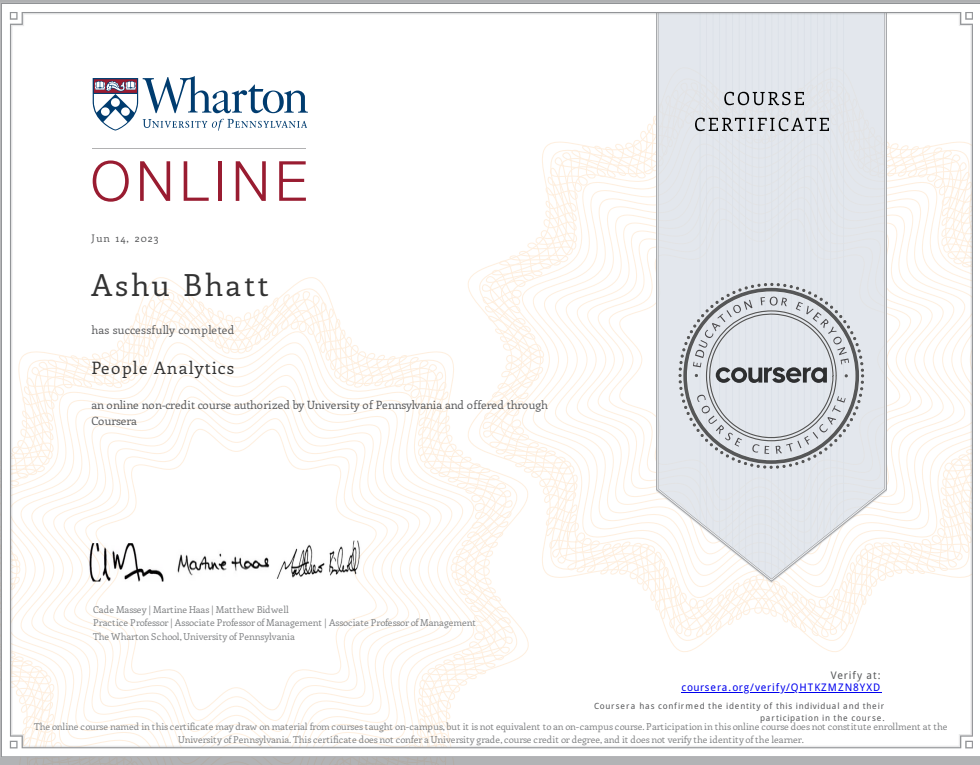 Wharton
UNIVERSITY of PENNSYLVANIA
ONLINE
COURSE
CERTIFICATE
Jun 14, 2023
Ashu Bhatt
has successfully completed
People Analytics
an online non-credit course authorized by University of Pennsylvania and offered through
Coursera
EDUCATION FOR EVERYONE
coursera
COURSE CERTIFICATE
Martine Haas
Matthew Bidwell
Cade Massey | Martine Haas | Matthew Bidwell
Practice Professor | Associate Professor of Management | Associate Professor of Management
The Wharton School, University of Pennsylvania
Verify at:
coursera.org/verify/QHTKZMZN8YXD
Coursera has confirmed the identity of this individual and their
participation in the course.
The online course named in this certificate may draw on material from courses taught on-campus, but it is not equivalent to an on-campus course. Participation in this online course does not constitute enrollment at the
University of Pennsylvania. This certificate does not confer a University grade, course credit or degree, and it does not verify the identity of the learner.